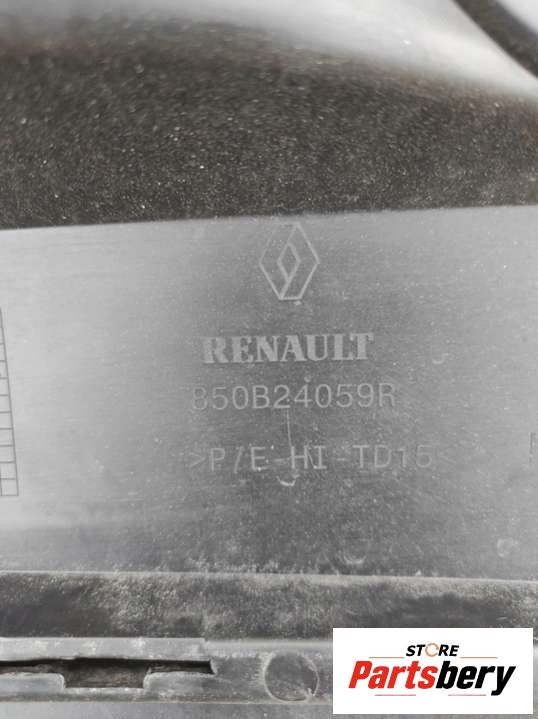 RENAULT
850B24059R
>P/E-HI-TD15
STORE
Partsbery